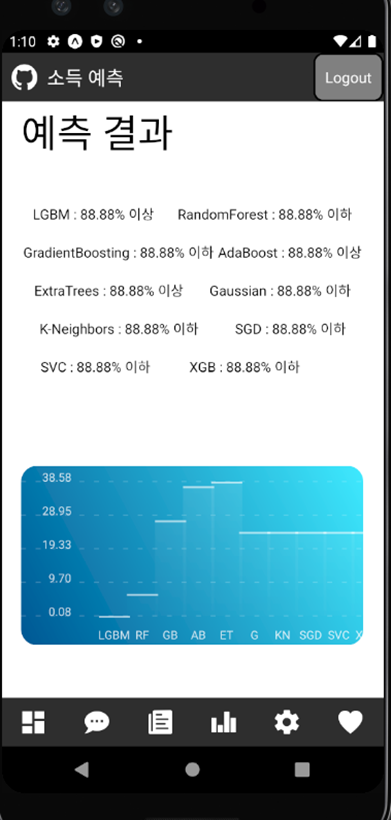 1:10
소득 예측
Logout
예측 결과
LGBM : 88.88% 이상 RandomForest : 88.88% 이하
GradientBoosting : 88.88% 이하 AdaBoost : 88.88% 이상
ExtraTrees : 88.88% 이상 Gaussian : 88.88% 이하
K-Neighbors : 88.88% 이하 SGD : 88.88% 이하
SVC : 88.88% 이하 XGB : 88.88% 이하
38.58
28.95
19.33
9.70
0.08
LGBM RF GB AB ET G KN SGD SVC X